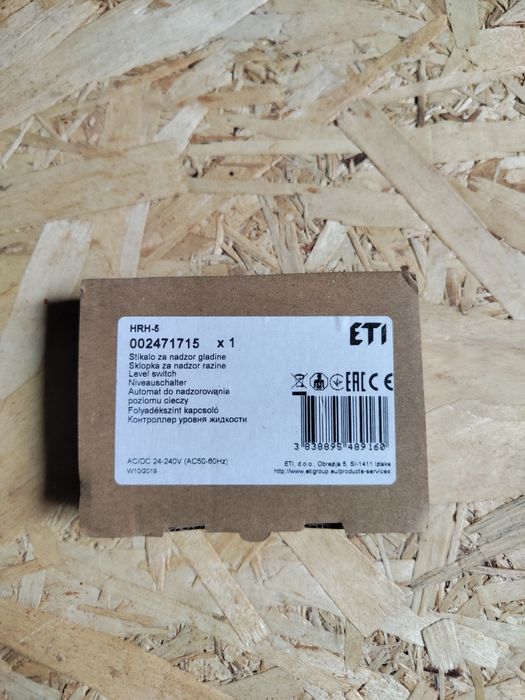 HRH-5
002471715 x 1
ETI
Stikalo za nadzor gladine
Sklopka za nadzor razine
Level switch
Niveauschalter
Automat do nadzorowania
poziomu cieczy
Folyadékszint kapcsoló
Контроллер уровня жидкости
EAC CE
3 838895 489160
AC/DC 24-240V (AC50-60Hz)
W10/2019
ETI, d.o.o., Obrezija 5, SI-1411 Izlake
http://www.etigroup.eu/products-services